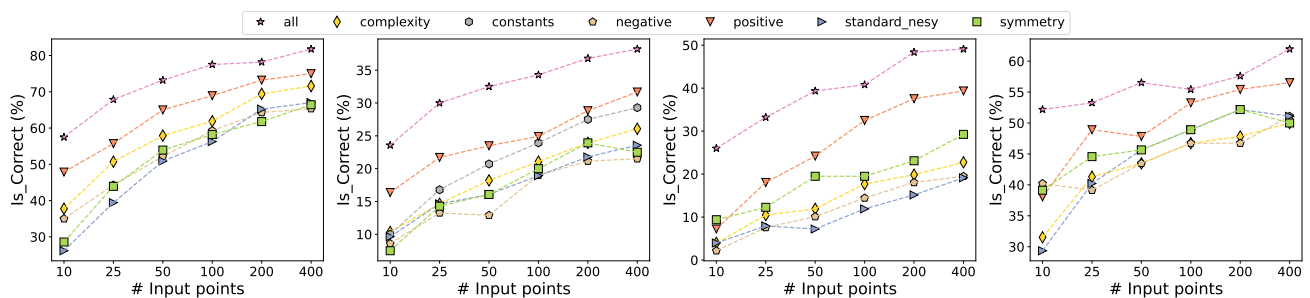 all complexity constants negative positive standard_nesy symmetry
Is_Correct (%)
80
70
60
50
40
30
10 25 50 100 200 400
# Input points
Is_Correct (%)
35
30
25
20
15
10
10 25 50 100 200 400
# Input points
Is_Correct (%)
50
40
30
20
10
0
10 25 50 100 200 400
# Input points
Is_Correct (%)
60
55
50
45
40
35
30
10 25 50 100 200 400
# Input points